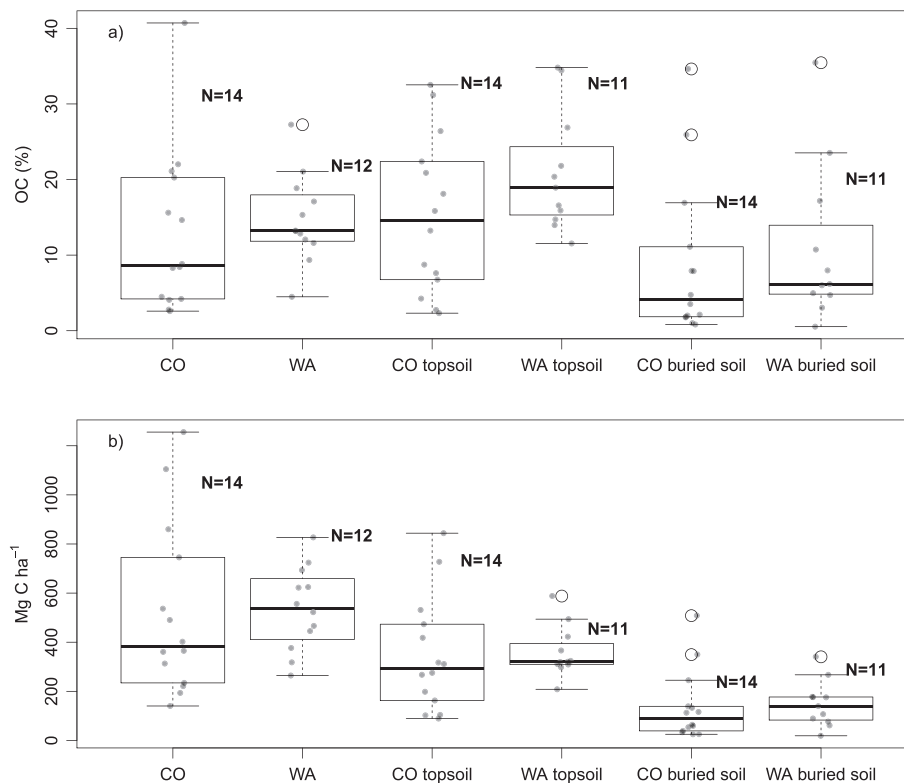 a)
OC (%)
40
30
20
10
0
N=14
N=12
N=14
N=11
N=14
N=11
CO WA CO topsoil WA topsoil CO buried soil WA buried soil
b)
Mg C ha⁻¹
1000
800
600
400
200
0
N=14
N=12
N=14
N=11
N=14
N=11
CO WA CO topsoil WA topsoil CO buried soil WA buried soil